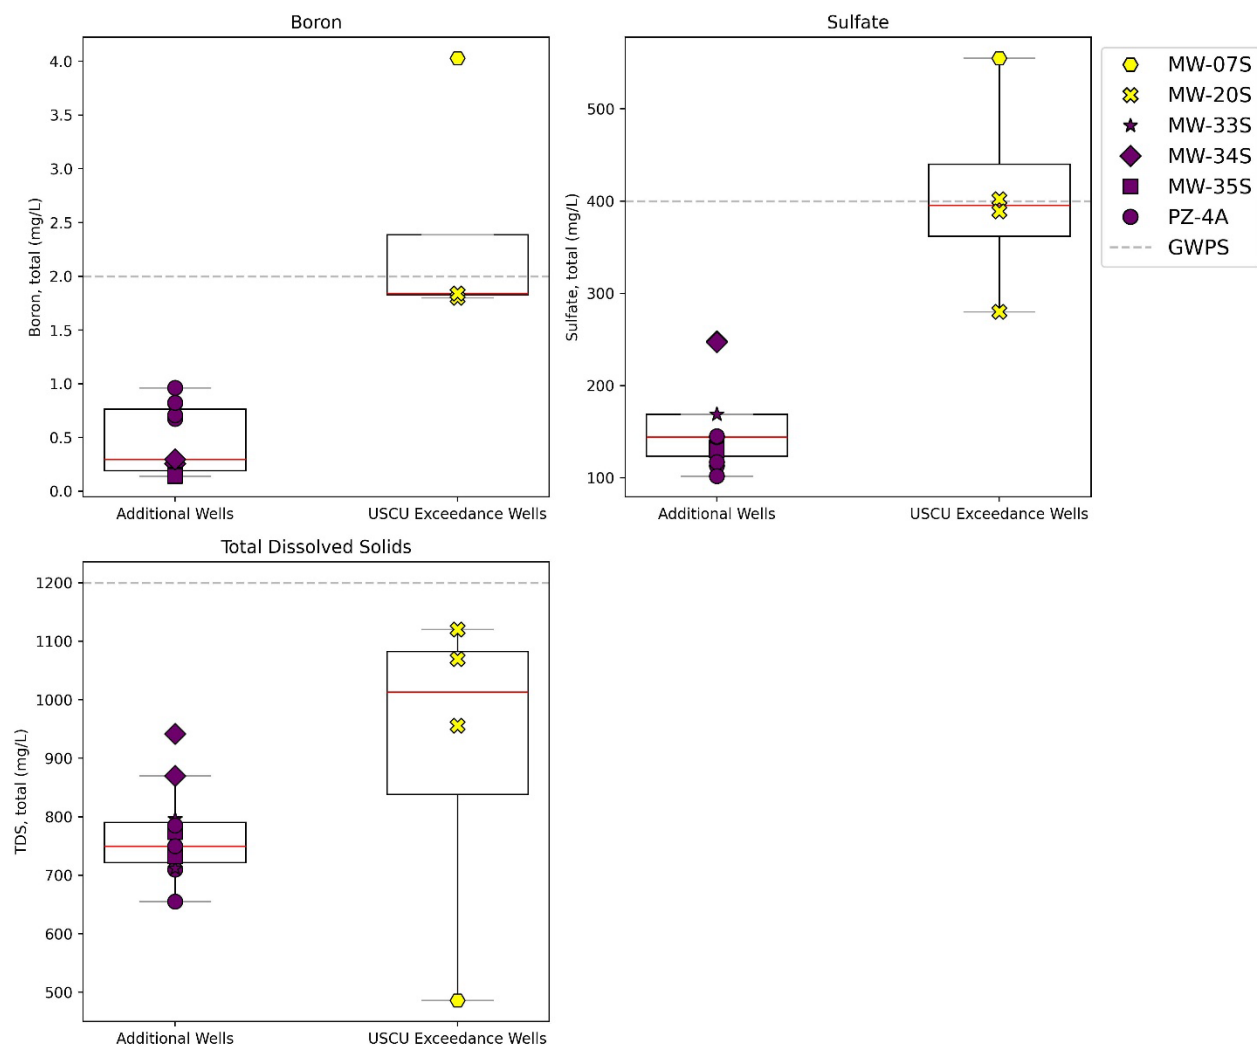 Boron
4.0
3.5
3.0
2.5
2.0
1.5
1.0
0.5
0.0
Boron, total (mg/L)
Additional Wells
USCU Exceedance Wells
Sulfate
500
400
300
200
100
Sulfate, total (mg/L)
Additional Wells
USCU Exceedance Wells
MW-07S
MW-20S
MW-33S
MW-34S
MW-35S
PZ-4A
GWPS
Total Dissolved Solids
1200
1100
1000
900
800
700
600
500
TDS, total (mg/L)
Additional Wells
USCU Exceedance Wells